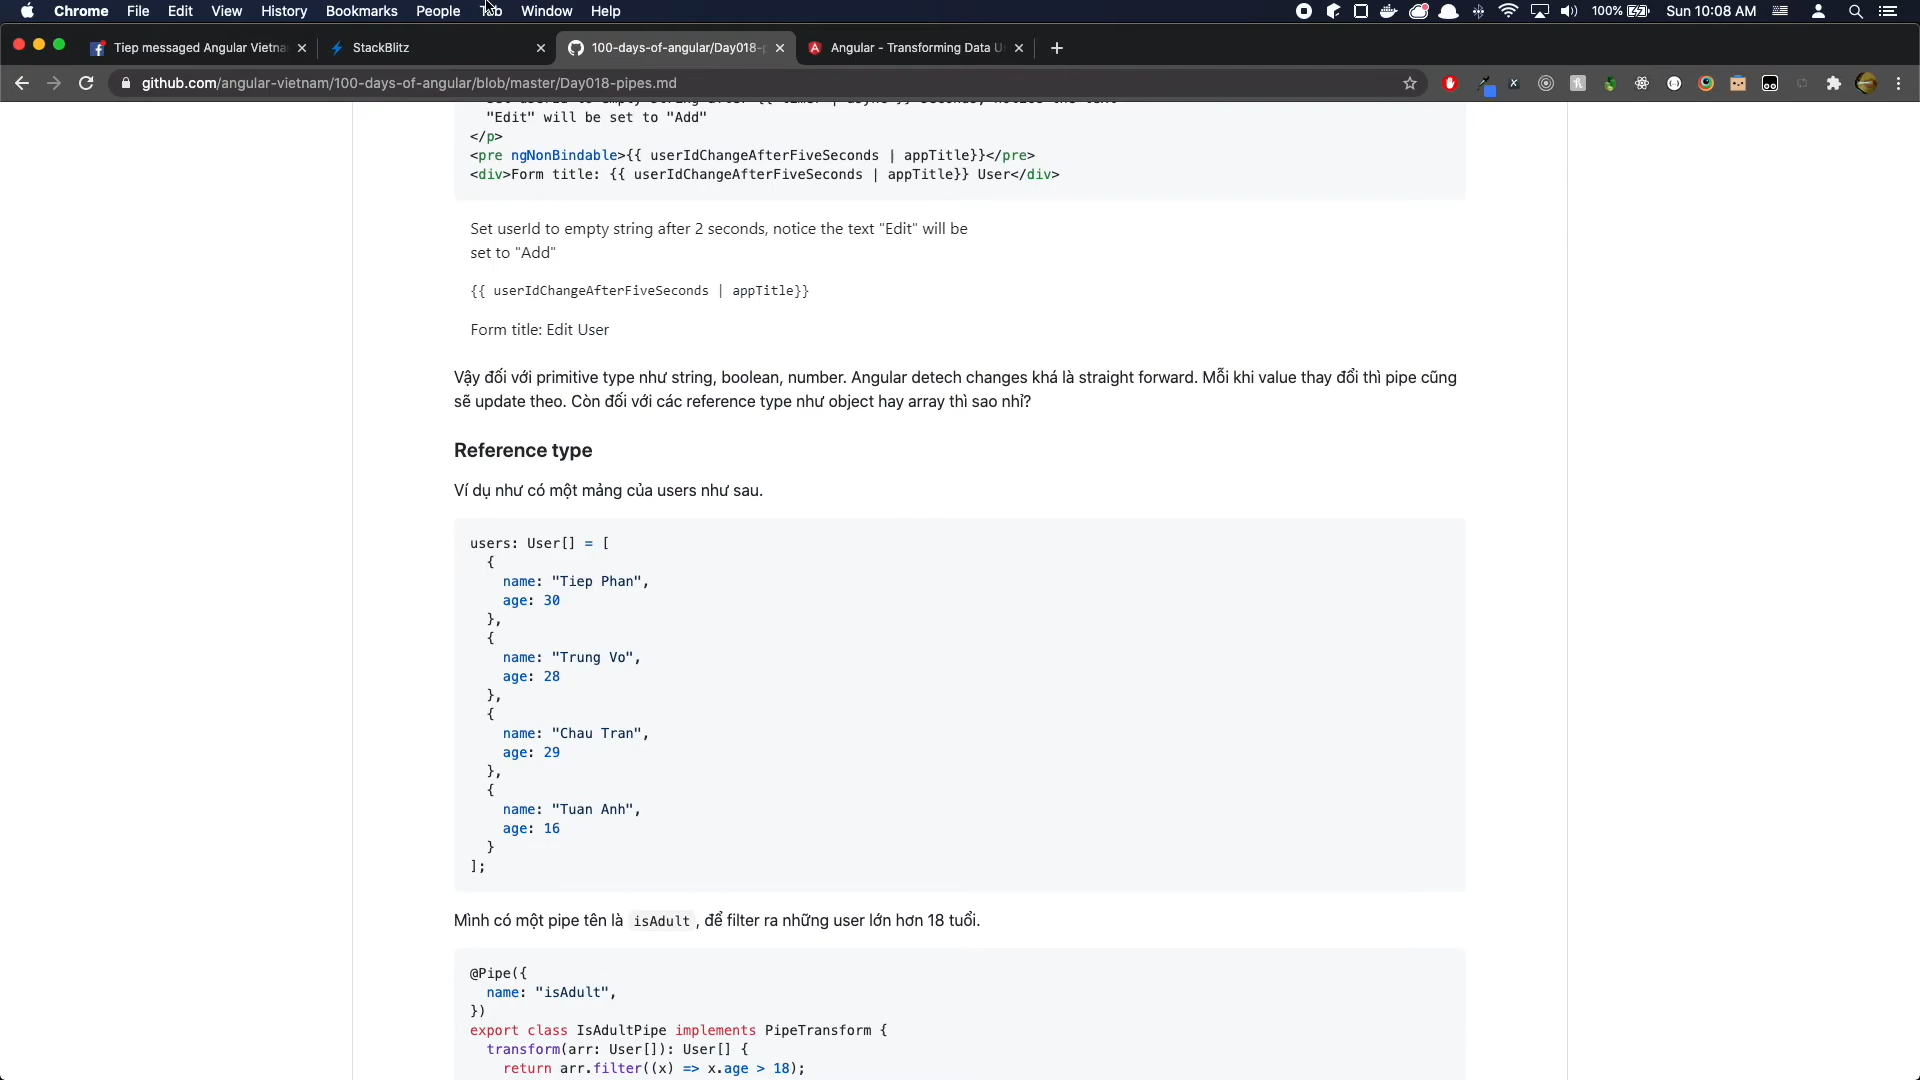 Chrome File Edit View History Bookmarks People Tab Window Help 100% Sun 10:08 AM
Tiep messaged Angular Vietna StackBlitz 100-days-of-angular/Day018- Angular - Transforming Data U
github.com/angular-vietnam/100-days-of-angular/blob/master/Day018-pipes.md
"Edit" will be set to "Add"
</p>
<pre ngNonBindable>{{ userIdChangeAfterFiveSeconds | appTitle}}</pre>
<div>Form title: {{ userIdChangeAfterFiveSeconds | appTitle}} User</div>
Set userId to empty string after 2 seconds, notice the text "Edit" will be
set to "Add"
{{ userIdChangeAfterFiveSeconds | appTitle}}
Form title: Edit User
Vậy đối với primitive type như string, boolean, number. Angular detech changes khá là straight forward. Mỗi khi value thay đổi thì pipe cũng
sẽ update theo. Còn đối với các reference type như object hay array thì sao nhỉ?
Reference type
Ví dụ như có một mảng của users như sau.
users: User[] = [
{
name: "Tiep Phan",
age: 30
},
{
name: "Trung Vo",
age: 28
},
{
name: "Chau Tran",
age: 29
},
{
name: "Tuan Anh",
age: 16
}
];
Mình có một pipe tên là isAdult , để filter ra những user lớn hơn 18 tuổi.
@Pipe({
name: "isAdult",
})
export class IsAdultPipe implements PipeTransform {
transform(arr: User[]): User[] {
return arr.filter((x) => x.age > 18);